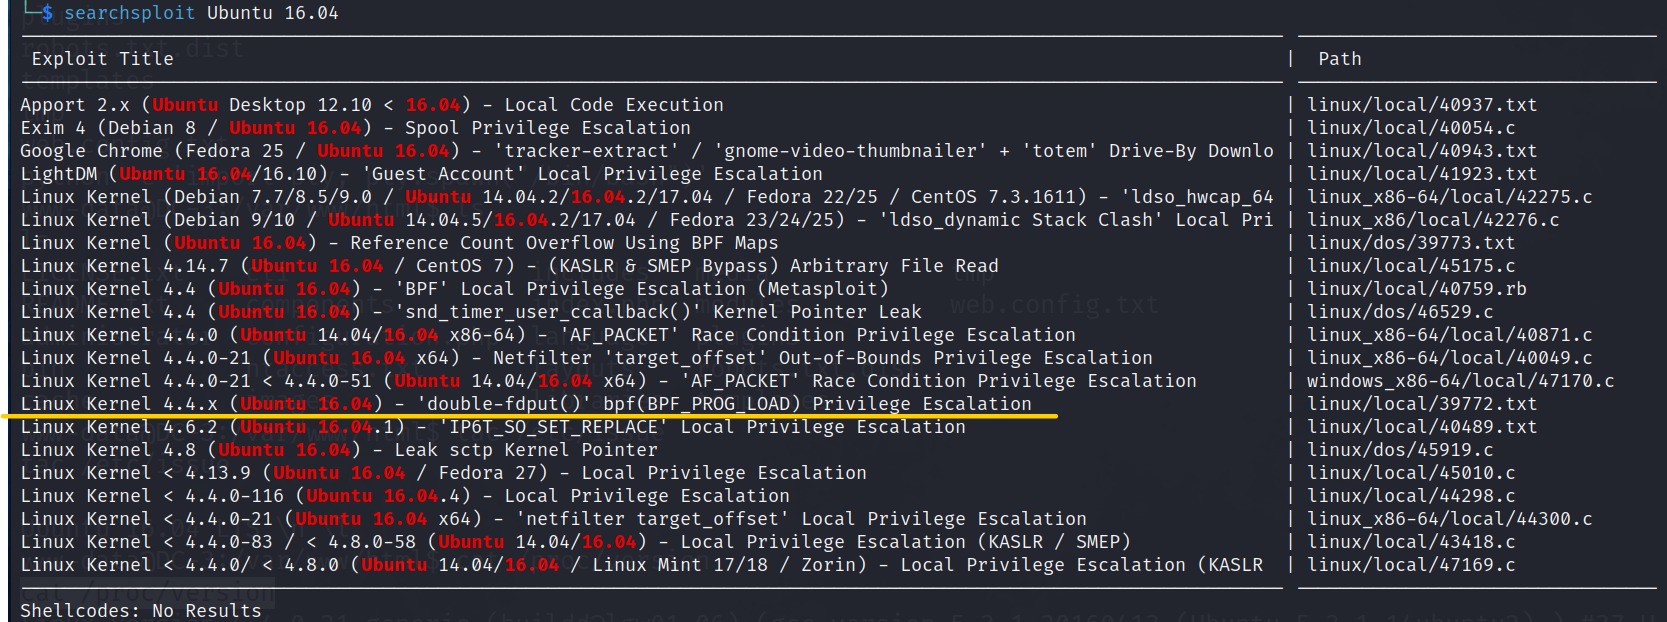 └─$ searchsploit Ubuntu 16.04
Exploit Title | Path
Apport 2.x (Ubuntu Desktop 12.10 < 16.04) - Local Code Execution | linux/local/40937.txt
Exim 4 (Debian 8 / Ubuntu 16.04) - Spool Privilege Escalation | linux/local/40054.c
Google Chrome (Fedora 25 / Ubuntu 16.04) - 'tracker-extract' / 'gnome-video-thumbnailer' + 'totem' Drive-By Downlo | linux/local/40943.txt
LightDM (Ubuntu 16.04/16.10) - 'Guest Account' Local Privilege Escalation | linux/local/41923.txt
Linux Kernel (Debian 7.7/8.5/9.0 / Ubuntu 14.04.2/16.04.2/17.04 / Fedora 22/25 / CentOS 7.3.1611) - 'ldso_hwcap_64 | linux_x86-64/local/42275.c
Linux Kernel (Debian 9/10 / Ubuntu 14.04.5/16.04.2/17.04 / Fedora 23/24/25) - 'ldso_dynamic Stack Clash' Local Pri | linux_x86/local/42276.c
Linux Kernel (Ubuntu 16.04) - Reference Count Overflow Using BPF Maps | linux/dos/39773.txt
Linux Kernel 4.14.7 (Ubuntu 16.04 / CentOS 7) - (KASLR & SMEP Bypass) Arbitrary File Read | linux/local/45175.c
Linux Kernel 4.4 (Ubuntu 16.04) - 'BPF' Local Privilege Escalation (Metasploit) | linux/local/40759.rb
Linux Kernel 4.4 (Ubuntu 16.04) - 'snd_timer_user_ccallback()' Kernel Pointer Leak | linux/dos/46529.c
Linux Kernel 4.4.0 (Ubuntu 14.04/16.04 x86-64) - 'AF_PACKET' Race Condition Privilege Escalation | linux_x86-64/local/40871.c
Linux Kernel 4.4.0-21 (Ubuntu 16.04 x64) - Netfilter 'target_offset' Out-of-Bounds Privilege Escalation | linux_x86-64/local/40049.c
Linux Kernel 4.4.0-21 < 4.4.0-51 (Ubuntu 14.04/16.04 x64) - 'AF_PACKET' Race Condition Privilege Escalation | windows_x86-64/local/47170.c
Linux Kernel 4.4.x (Ubuntu 16.04) - 'double-fdput()' bpf(BPF_PROG_LOAD) Privilege Escalation | linux/local/39772.txt
Linux Kernel 4.6.2 (Ubuntu 16.04.1) - 'IP6T_SO_SET_REPLACE' Local Privilege Escalation | linux/local/40489.txt
Linux Kernel 4.8 (Ubuntu 16.04) - Leak sctp Kernel Pointer | linux/dos/45919.c
Linux Kernel < 4.13.9 (Ubuntu 16.04 / Fedora 27) - Local Privilege Escalation | linux/local/45010.c
Linux Kernel < 4.4.0-116 (Ubuntu 16.04.4) - Local Privilege Escalation | linux/local/44298.c
Linux Kernel < 4.4.0-21 (Ubuntu 16.04 x64) - 'netfilter target_offset' Local Privilege Escalation | linux_x86-64/local/44300.c
Linux Kernel < 4.4.0-83 / < 4.8.0-58 (Ubuntu 14.04/16.04) - Local Privilege Escalation (KASLR / SMEP) | linux/local/43418.c
Linux Kernel < 4.4.0/ < 4.8.0 (Ubuntu 14.04/16.04 / Linux Mint 17/18 / Zorin) - Local Privilege Escalation (KASLR | linux/local/47169.c
cat /proc/version
Shellcodes: No Results